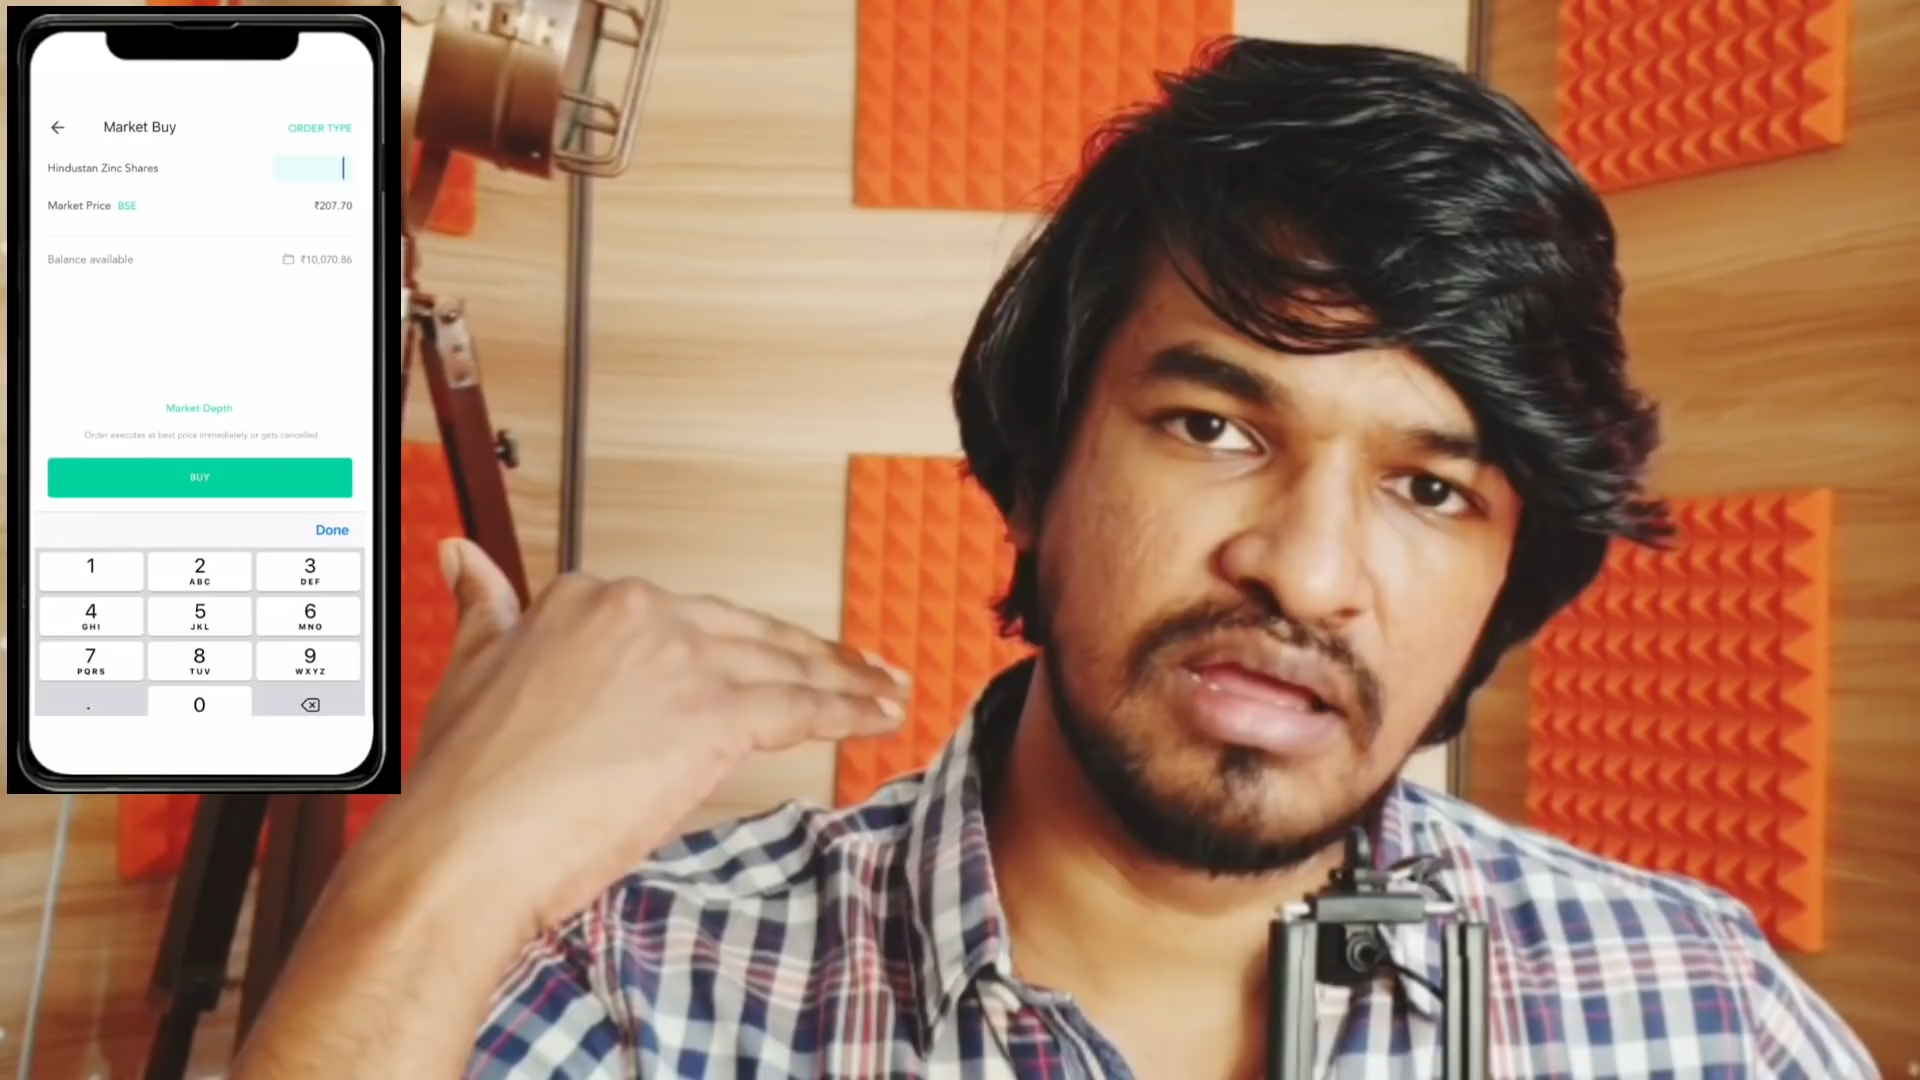 Market Buy
ORDER TYPE
Hindustan Zinc Shares
Market Price BSE ₹207.70
Balance available ₹10,070.86
Market Depth
Order executes at best price immediately or gets cancelled
BUY
Done
1 2 3
ABC DEF
4 5 6
GHI JKL MNO
7 8 9
PQRS TUV WXYZ
. 0